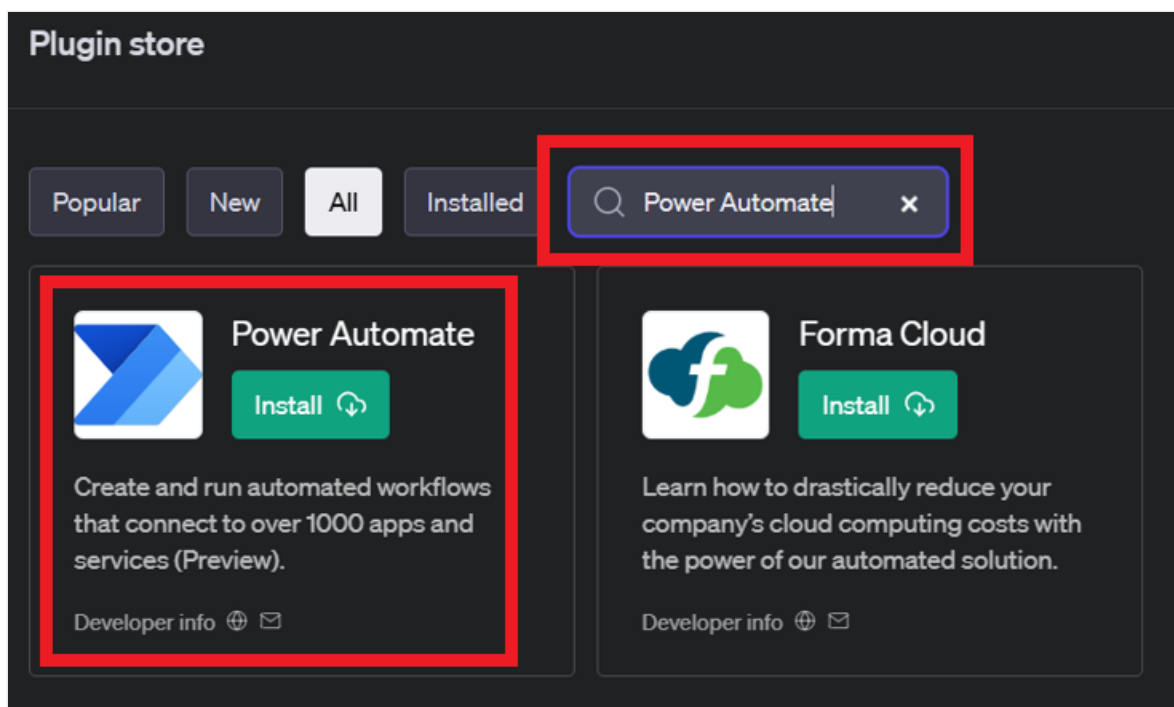 Plugin store
Popular
New
All
Installed
Power Automate
Power Automate
Install
Create and run automated workflows
that connect to over 1000 apps and
services (Preview).
Developer info
Forma Cloud
Install
Learn how to drastically reduce your
company's cloud computing costs with
the power of our automated solution.
Developer info